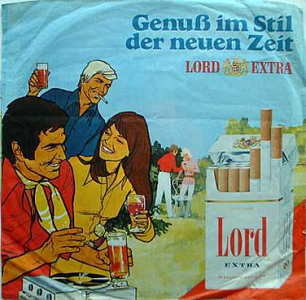 Genuß im Stil
der neuen Zeit
LORD EXTRA
Lord
EXTRA